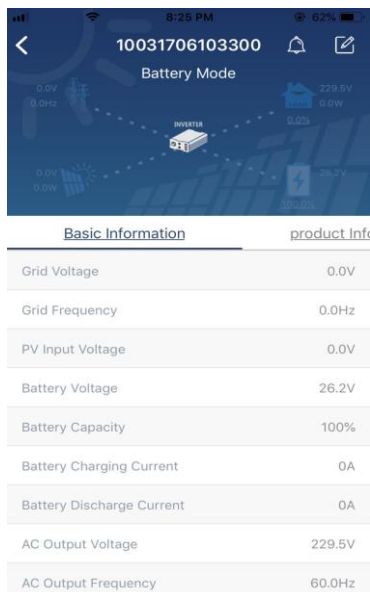 8:25 PM
62%
10031706103300
Battery Mode
0.0V
0.0Hz
229.5V
0.0W
0.0%
INVERTER
0.0V
0.0W
26.2V
100.0%
Basic Information
product Info
Grid Voltage 0.0V
Grid Frequency 0.0Hz
PV Input Voltage 0.0V
Battery Voltage 26.2V
Battery Capacity 100%
Battery Charging Current 0A
Battery Discharge Current 0A
AC Output Voltage 229.5V
AC Output Frequency 60.0Hz